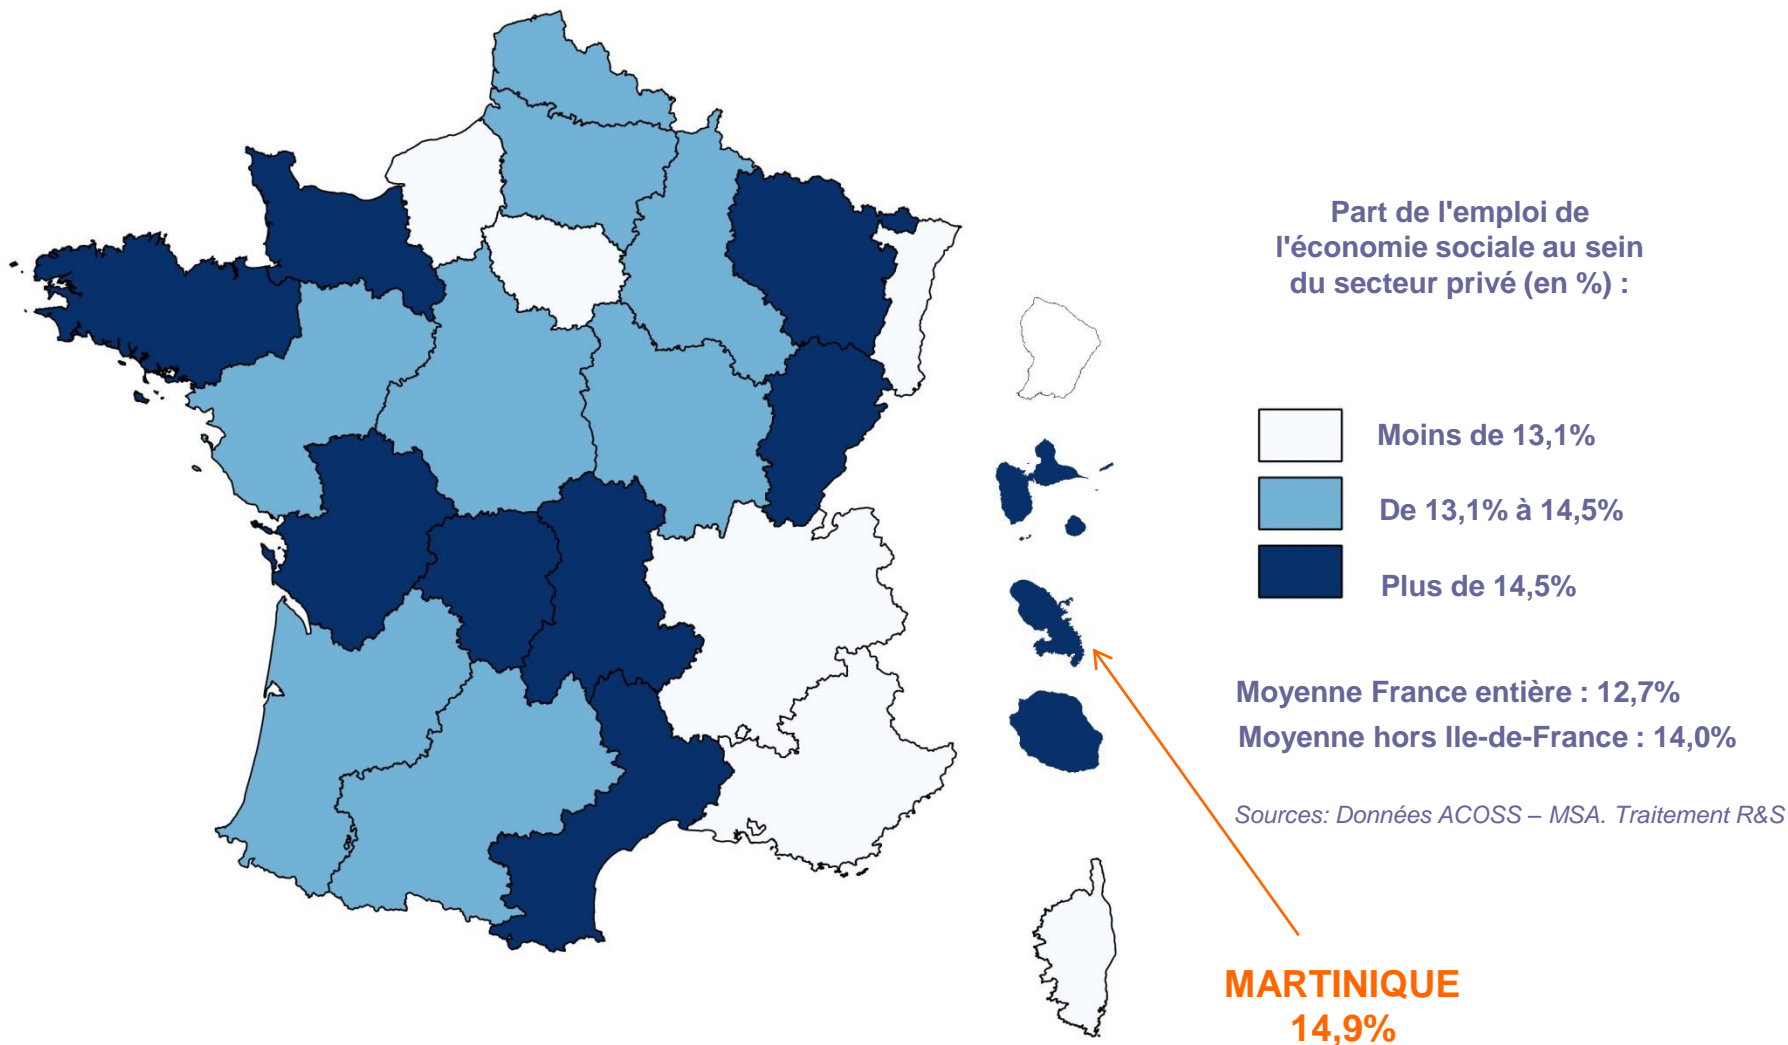 Part de l'emploi de
l'économie sociale au sein
du secteur privé (en %) :
Moins de 13,1%
De 13,1% à 14,5%
Plus de 14,5%
Moyenne France entière : 12,7%
Moyenne hors Ile-de-France : 14,0%
Sources: Données ACOSS – MSA. Traitement R&S
MARTINIQUE
14,9%